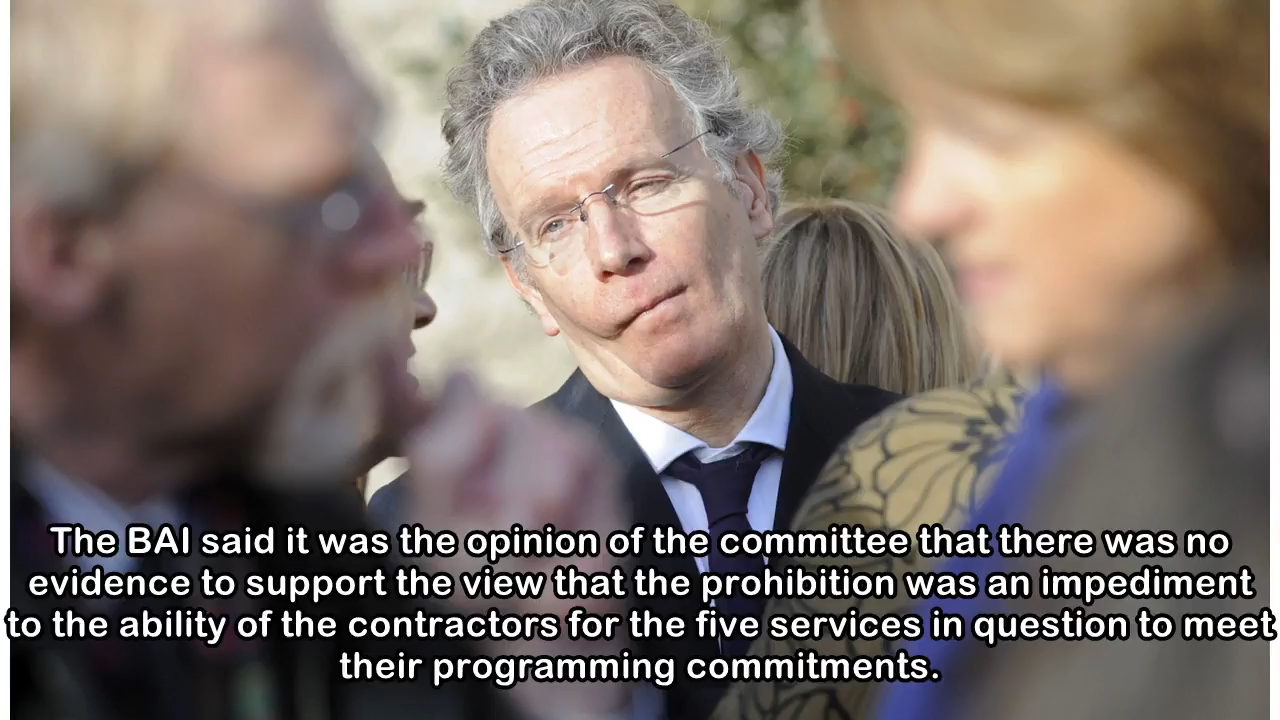 The BAI said it was the opinion of the committee that there was no
evidence to support the view that the prohibition was an impediment
to the ability of the contractors for the five services in question to meet
their programming commitments.